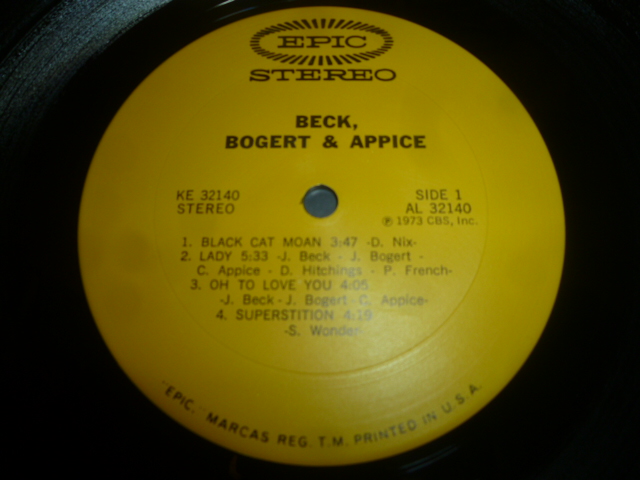 EPIC
STEREO
BECK,
BOGERT & APPICE
KE 32140
STEREO
SIDE 1
AL 32140
℗ 1973 CBS, Inc.
1. BLACK CAT MOAN 3:47 -D. Nix-
2. LADY 5:33 -J. Beck - J. Bogert -
C. Appice - D. Hitchings - P. French-
3. OH TO LOVE YOU 4:05
-J. Beck - J. Bogert - C. Appice-
4. SUPERSTITION 4:19
-S. Wonder-
"EPIC," MARCAS REG. T.M. PRINTED IN U.S.A.